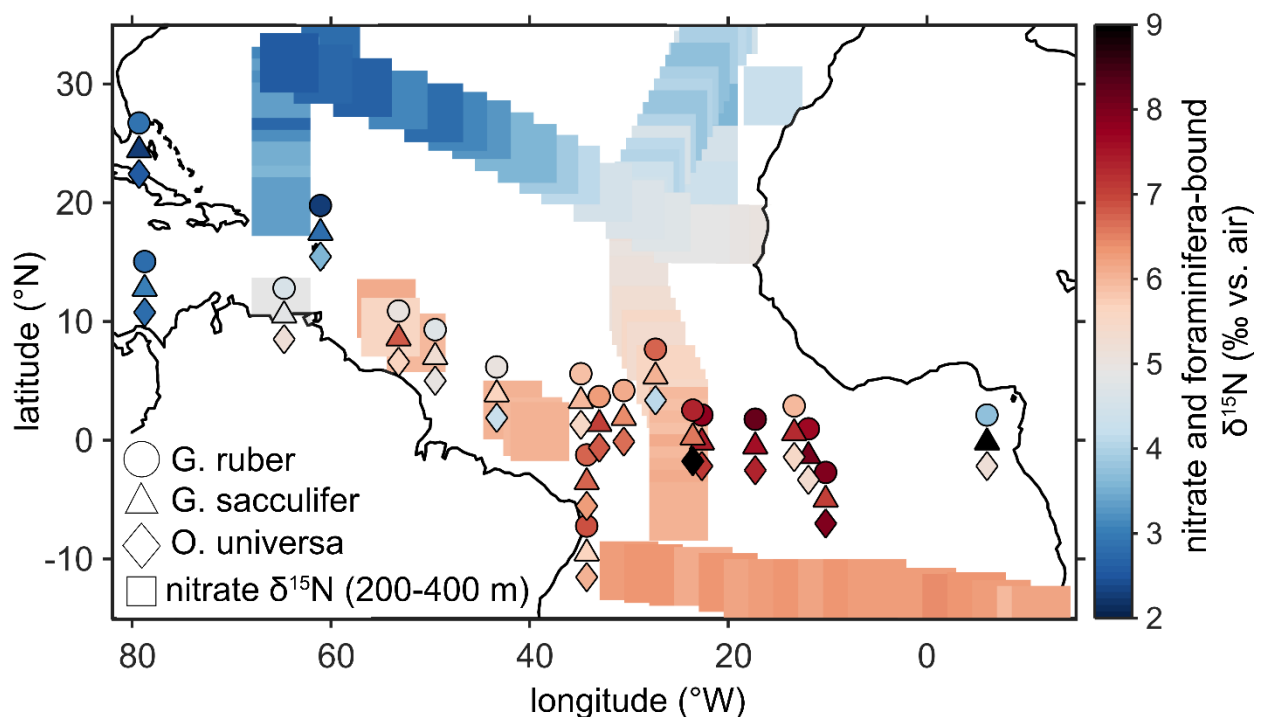 30
20
10
0
-10
latitude (°N)
G. ruber
G. sacculifer
O. universa
nitrate δ¹⁵N (200-400 m)
80
60
40
20
0
longitude (°W)
9
8
7
6
5
4
3
2
nitrate and foraminifera-bound
δ¹⁵N (‰ vs. air)